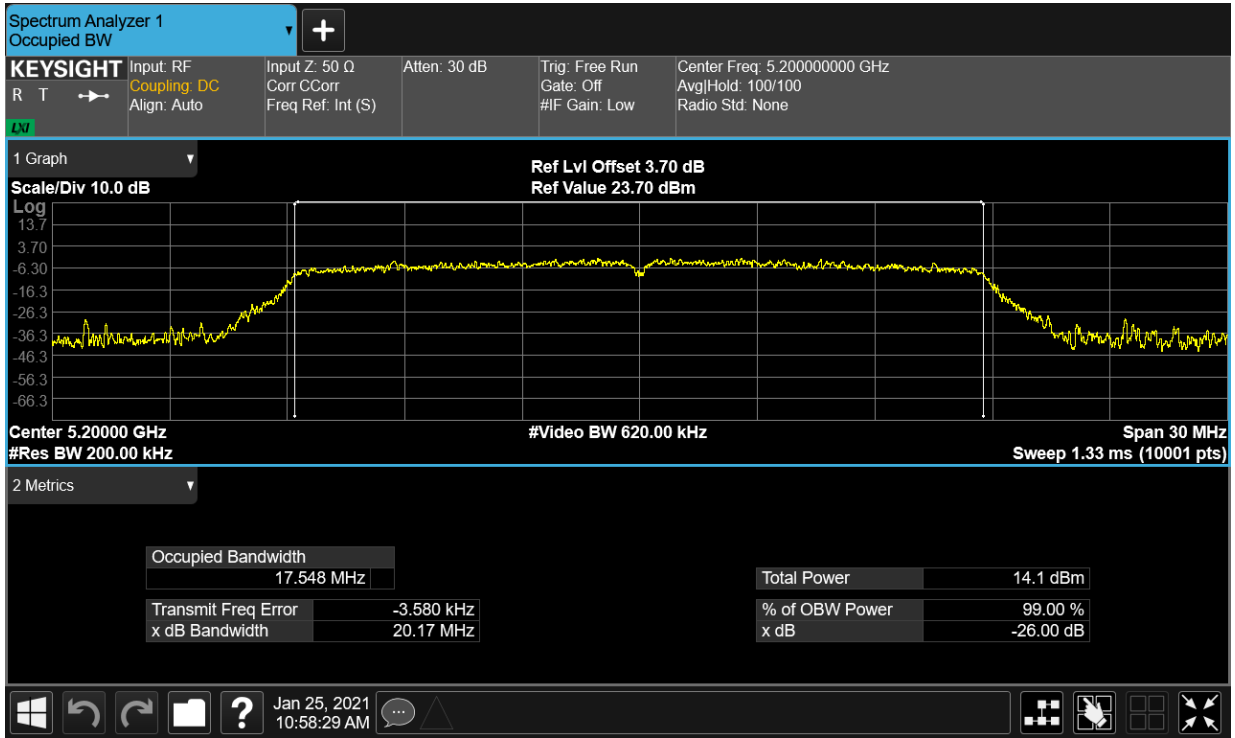 Spectrum Analyzer 1
Occupied BW
KEYSIGHT
R T
LXI
Input: RF
Coupling: DC
Align: Auto
Input Z: 50 Ω
Corr CCorr
Freq Ref: Int (S)
Atten: 30 dB
Trig: Free Run
Gate: Off
#IF Gain: Low
Center Freq: 5.200000000 GHz
Avg|Hold: 100/100
Radio Std: None
1 Graph
Scale/Div 10.0 dB
Ref Lvl Offset 3.70 dB
Ref Value 23.70 dBm
Log
13.7
3.70
-6.30
-16.3
-26.3
-36.3
-46.3
-56.3
-66.3
Center 5.20000 GHz
#Video BW 620.00 kHz
Span 30 MHz
#Res BW 200.00 kHz
Sweep 1.33 ms (10001 pts)
2 Metrics
Occupied Bandwidth
17.548 MHz
Total Power 14.1 dBm
Transmit Freq Error -3.580 kHz
% of OBW Power 99.00 %
x dB Bandwidth 20.17 MHz
x dB -26.00 dB
?
Jan 25, 2021
10:58:29 AM